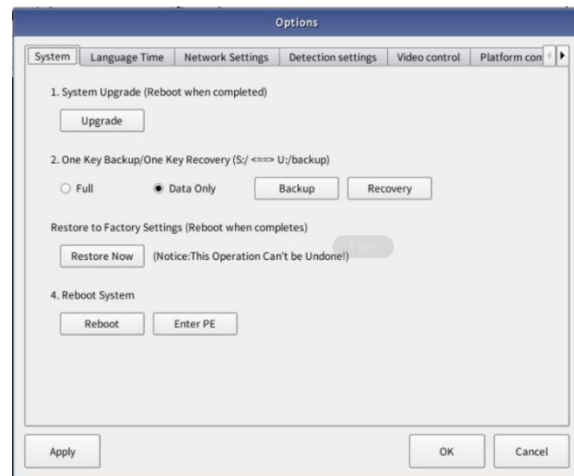 Options
System Language Time Network Settings Detection settings Video control Platform con
1. System Upgrade (Reboot when completed)
Upgrade
2. One Key Backup/One Key Recovery (S:/ <==> U:/backup)
Full Data Only Backup Recovery
Restore to Factory Settings (Reboot when completes)
110%
Restore Now (Notice:This Operation Can't be Undone!)
4. Reboot System
Reboot Enter PE
Apply OK Cancel